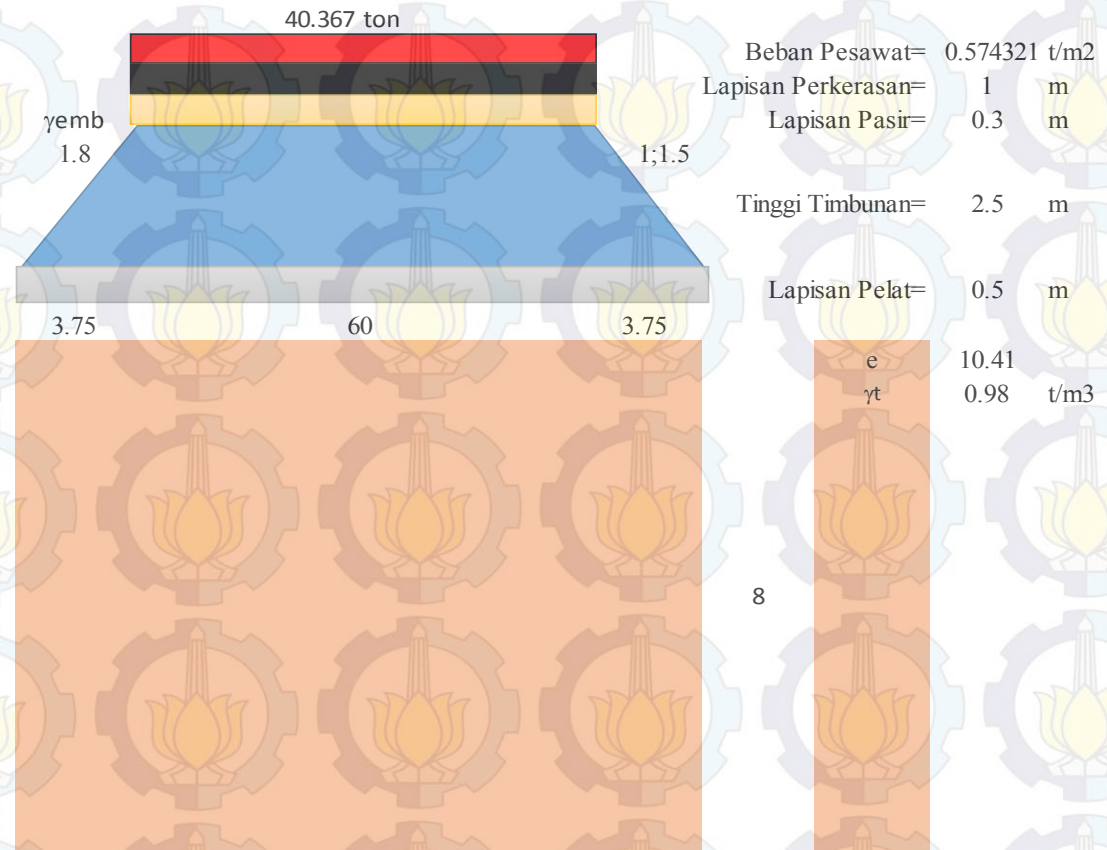 40.367 ton
Beban Pesawat= 0.574321 t/m2
Lapisan Perkerasan= 1 m
Lapisan Pasir= 0.3 m
γemb
1.8
1;1.5
Tinggi Timbunan= 2.5 m
Lapisan Pelat= 0.5 m
3.75 60 3.75
e 10.41
γt 0.98 t/m3
8